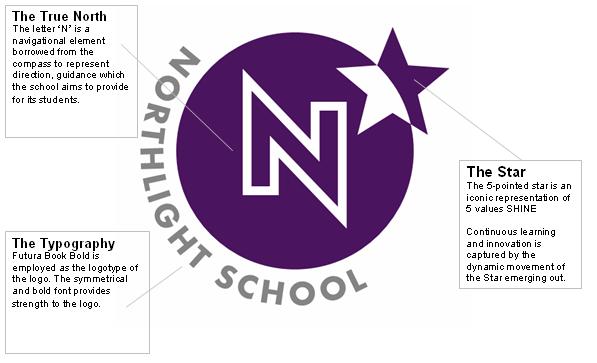 The True North
The letter ‘N’ is a
navigational element
borrowed from the
compass to represent
direction, guidance which
the school aims to provide
for its students.
N
NORTHLIGHT SCHOOL
The Star
The 5-pointed star is an
iconic representation of
5 values SHINE
Continuous learning
and innovation is
captured by the
dynamic movement of
the Star emerging out.
The Typography
Futura Book Bold is
employed as the logotype of
the logo. The symmetrical
and bold font provides
strength to the logo.